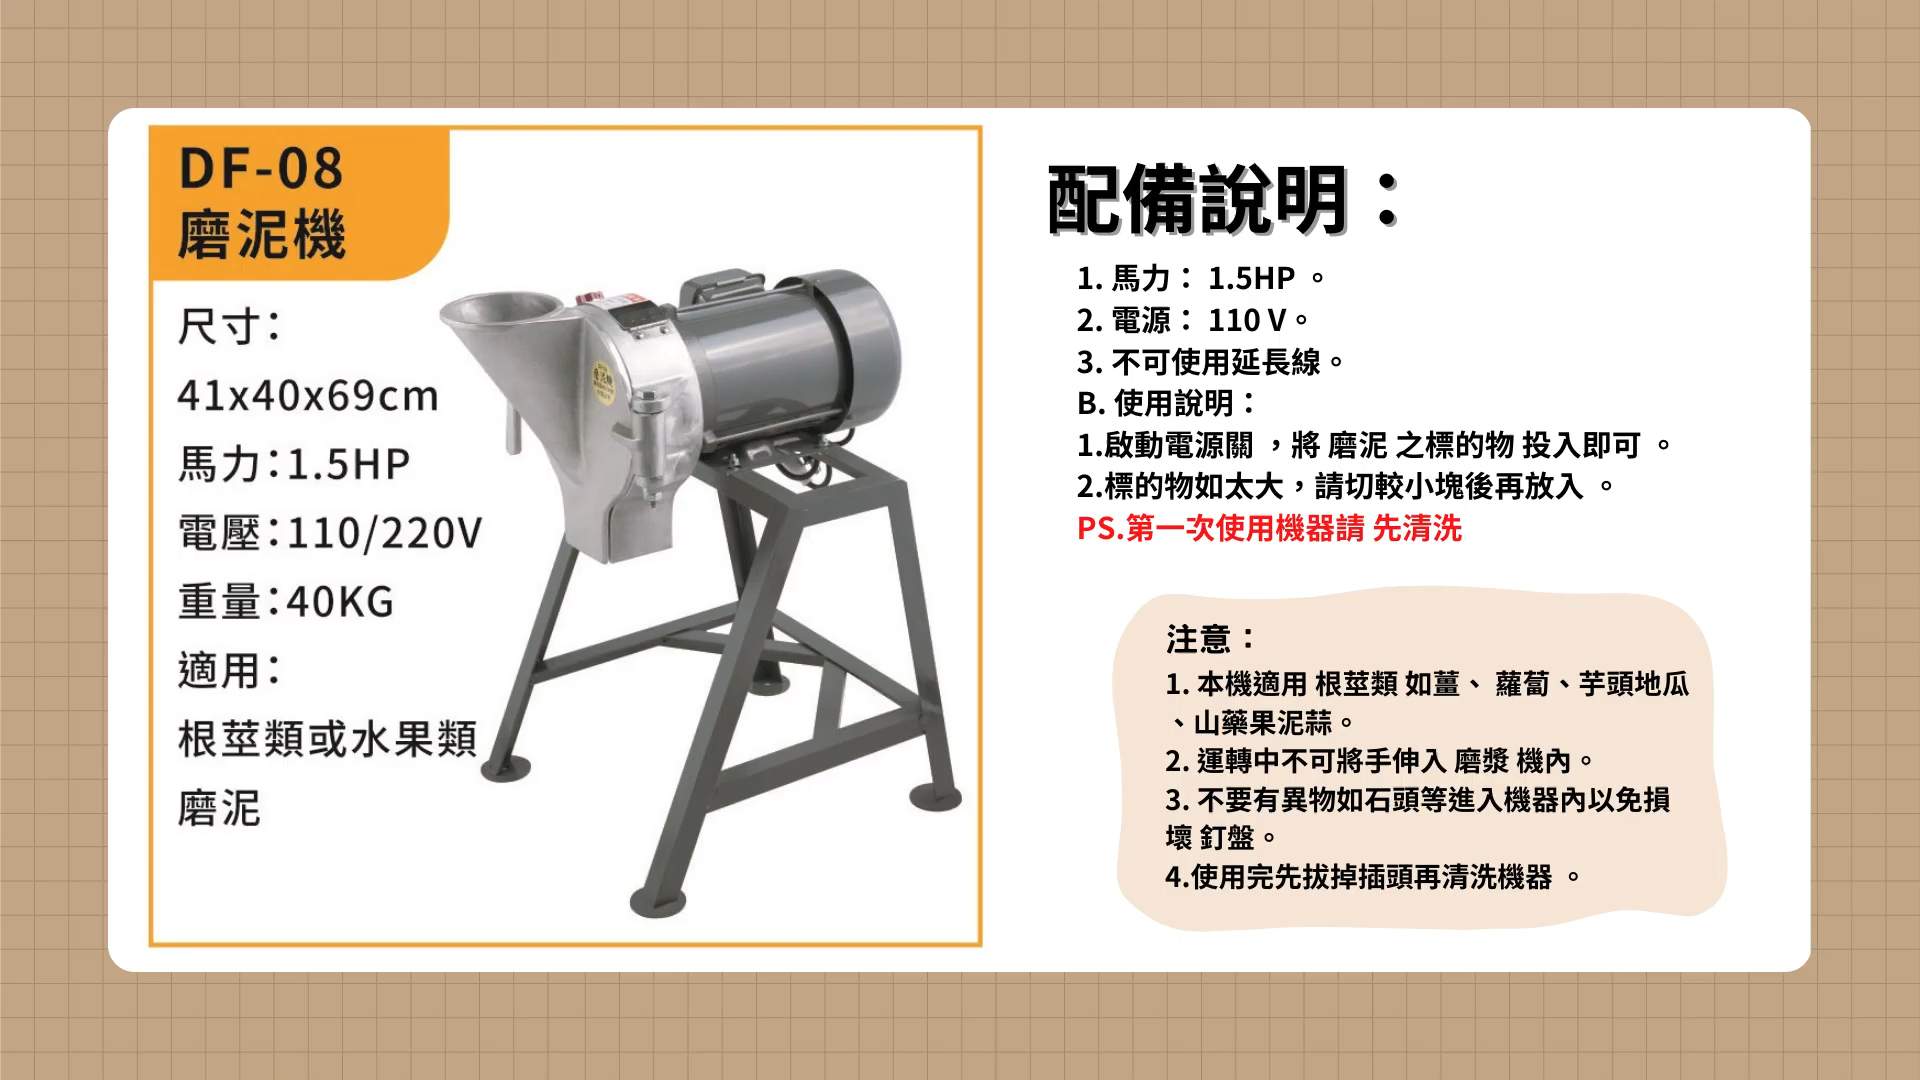 DF-08
磨泥機
尺寸：
41x40x69cm
馬力：1.5HP
電壓：110/220V
重量：40KG
適用：
根莖類或水果類
磨泥
配備說明：
1. 馬力： 1.5HP 。
2. 電源： 110 V。
3. 不可使用延長線。
B. 使用說明：
1.啟動電源關 ，將 磨泥 之標的物 投入即可 。
2.標的物如太大，請切較小塊後再放入 。
PS.第一次使用機器請 先清洗
注意：
1. 本機適用 根莖類 如薑、 蘿蔔、芋頭地瓜
、山藥果泥蒜。
2. 運轉中不可將手伸入 磨漿 機內。
3. 不要有異物如石頭等進入機器內以免損
壞 釘盤。
4.使用完先拔掉插頭再清洗機器 。